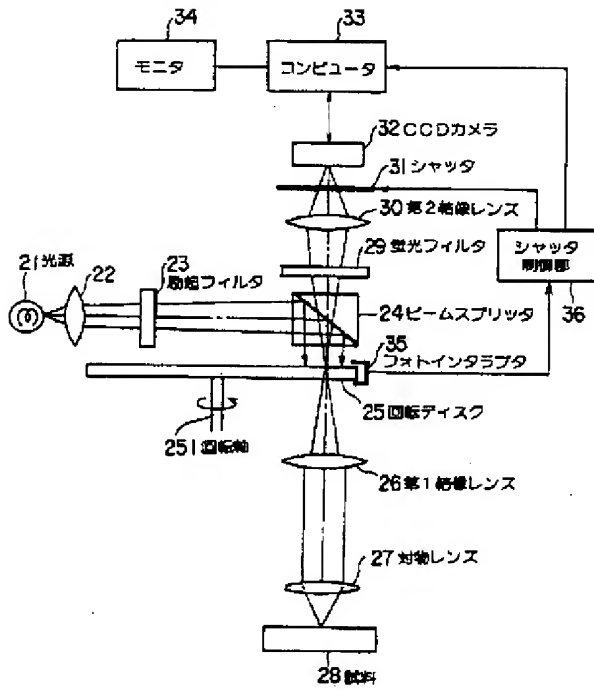 34
33
モニタ
コンピュータ
32 CCDカメラ
31 シャッタ
30 第2結像レンズ
29 蛍光フィルタ
シャッタ
制御部
36
21 光源
22
23
励起フィルタ
24 ビームスプリッタ
35
フォトインタラプタ
25 回転ディスク
251 回転軸
26 第1結像レンズ
27 対物レンズ
28 試料